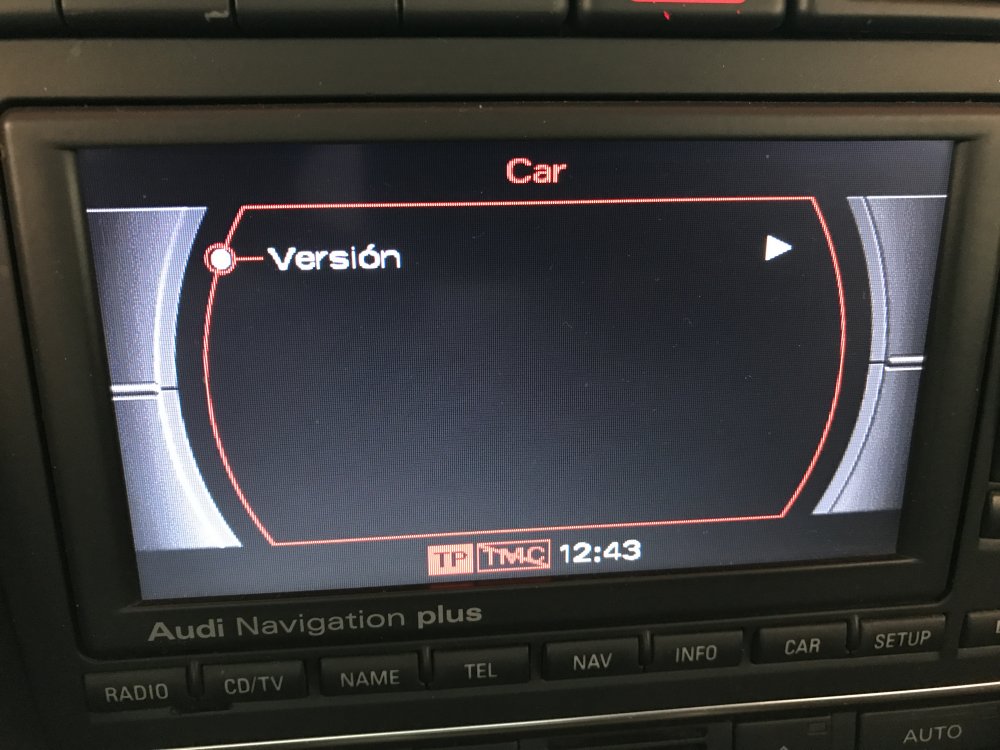 Car
Versión
TP TMC 12:43
Audi Navigation plus
RADIO CD/TV NAME TEL NAV INFO CAR SETUP
AUTO